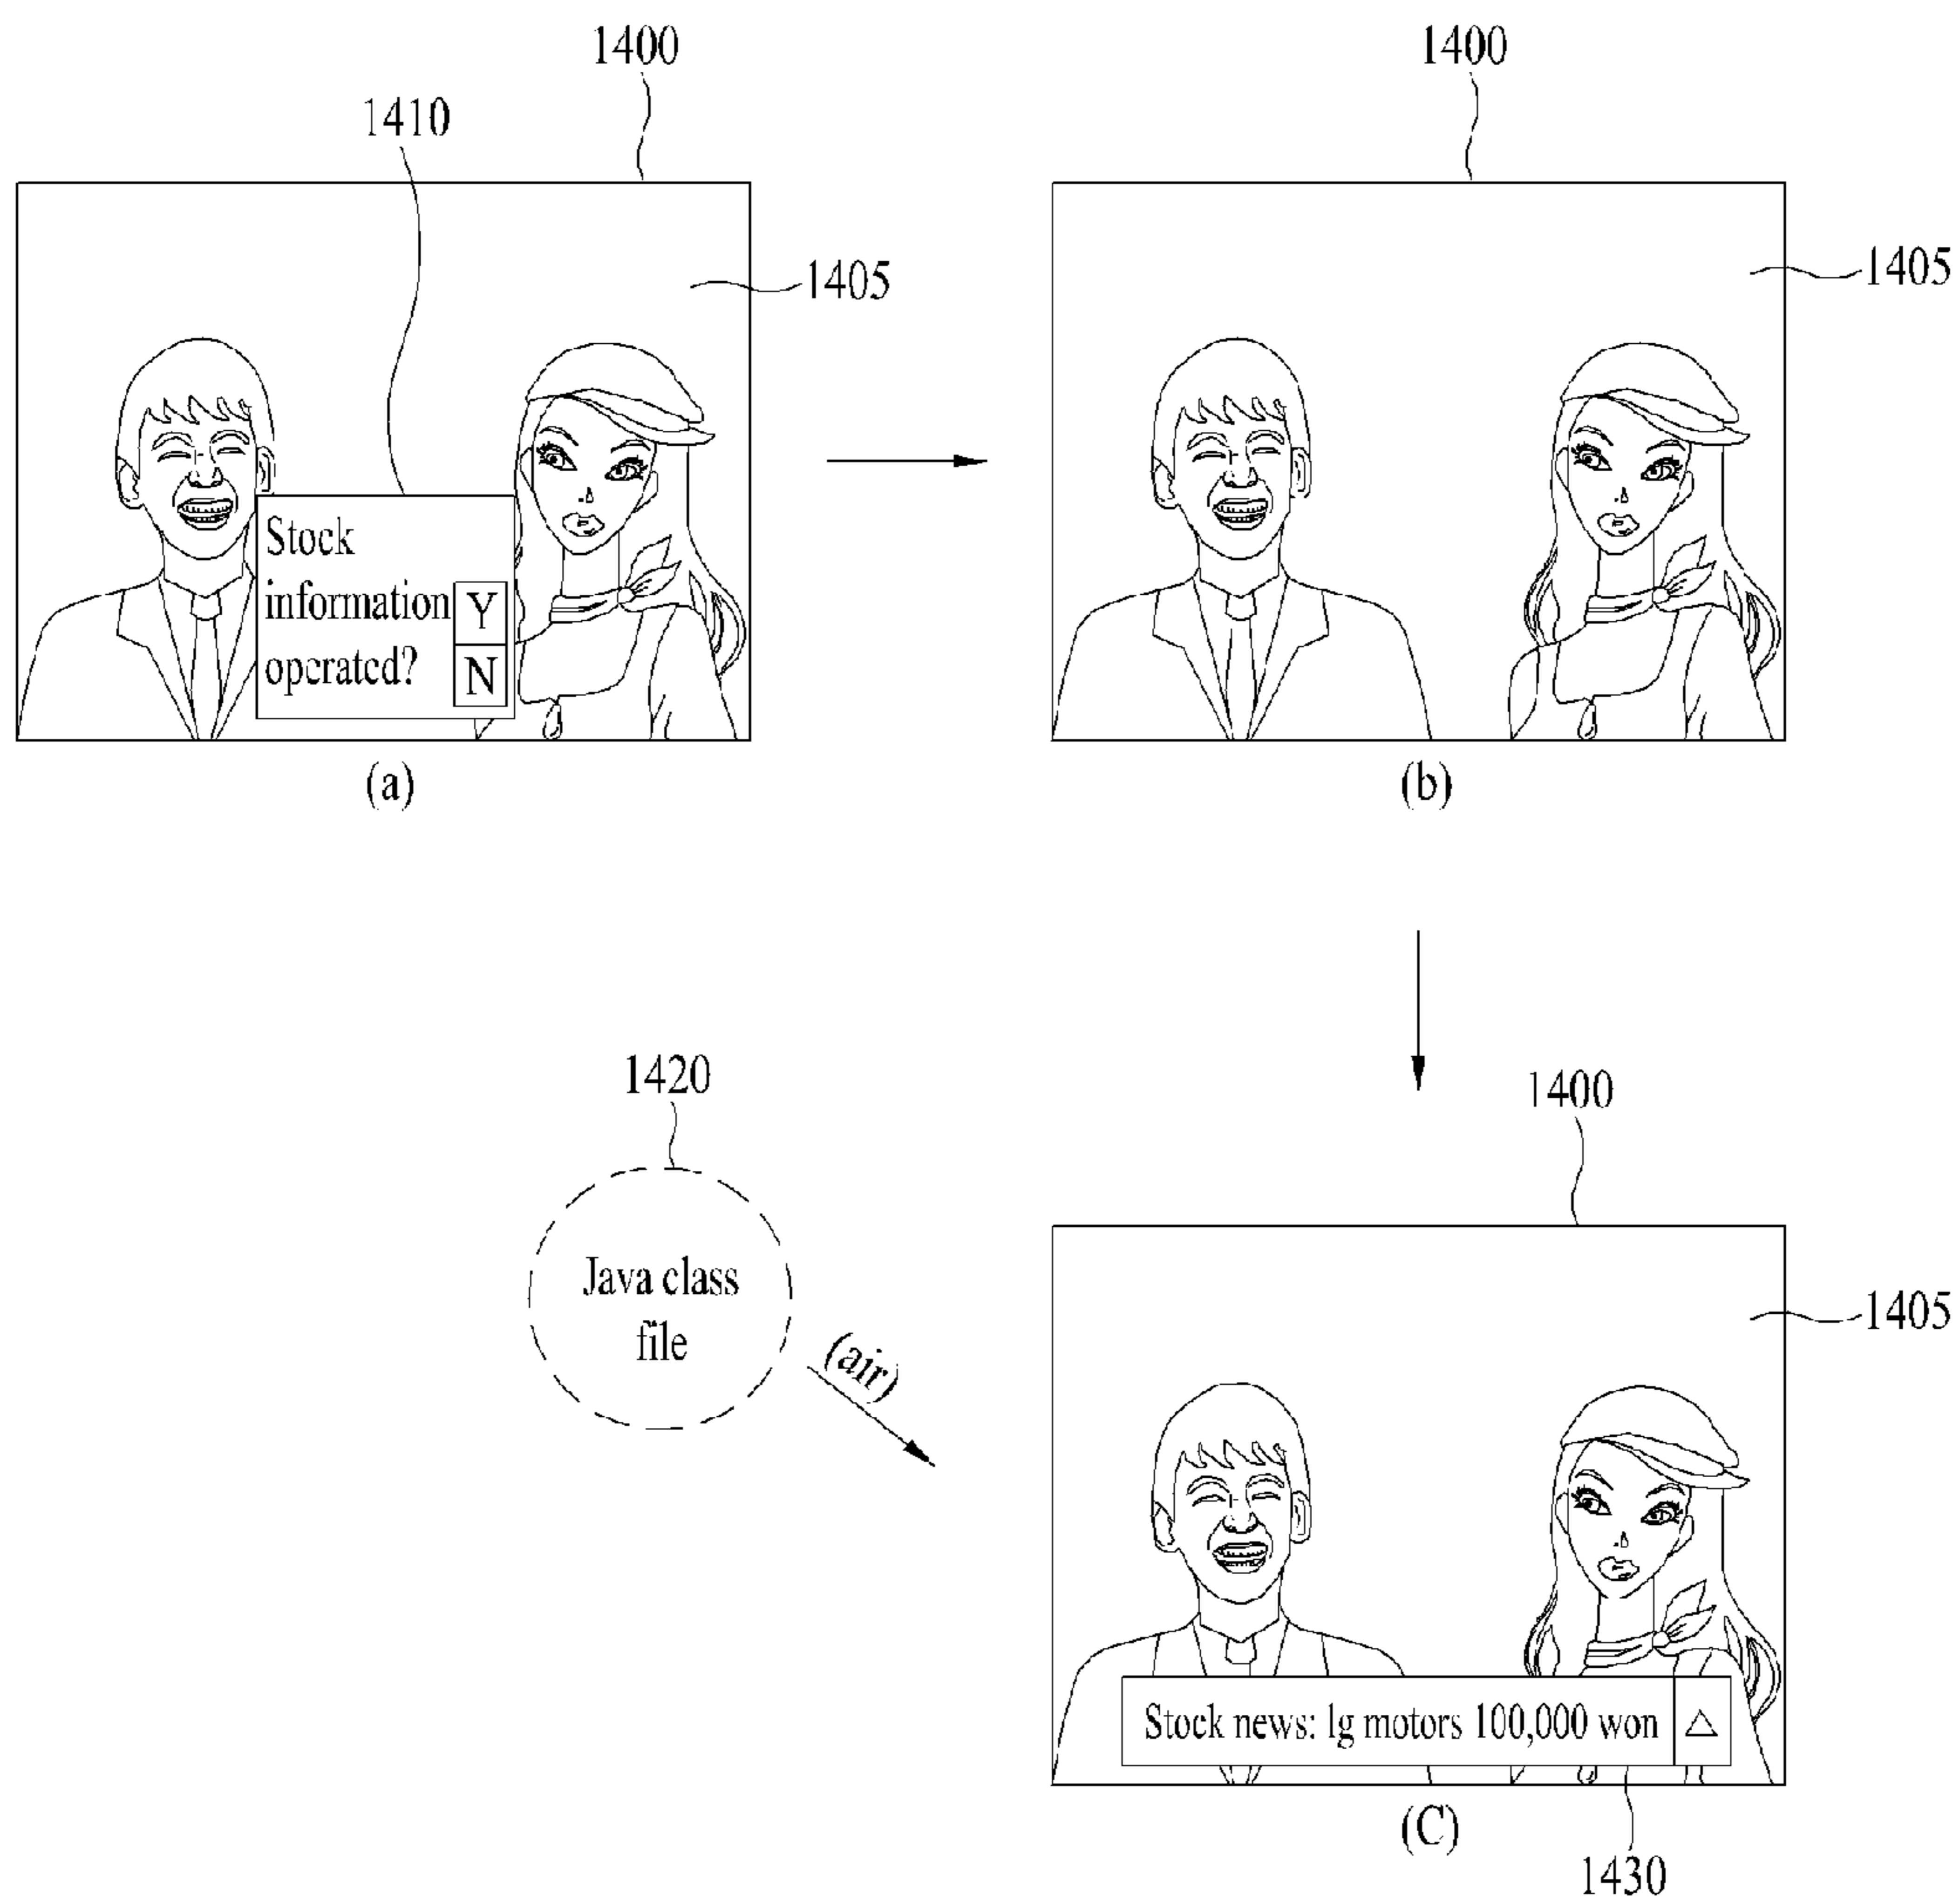 1400
1400
1410
1405
1405
Stock
information
operated?
Y
N
(a)
(b)
1420
1400
Java class
file
(air)
1405
Stock news: lg motors 100,000 won
△
(C)
1430